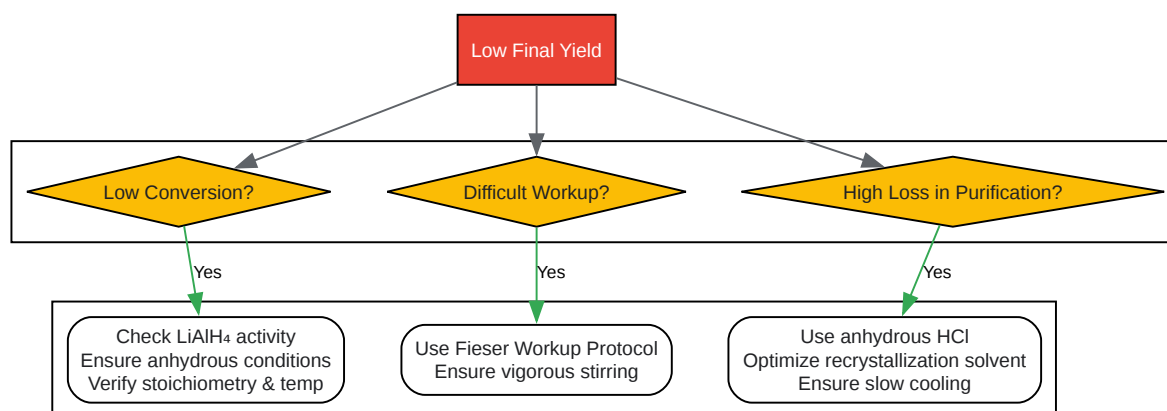 Low Final Yield
Low Conversion?
Difficult Workup?
High Loss in Purification?
Yes
Yes
Yes
Check LiAlH₄ activity
Ensure anhydrous conditions
Verify stoichiometry & temp
Use Fieser Workup Protocol
Ensure vigorous stirring
Use anhydrous HCl
Optimize recrystallization solvent
Ensure slow cooling